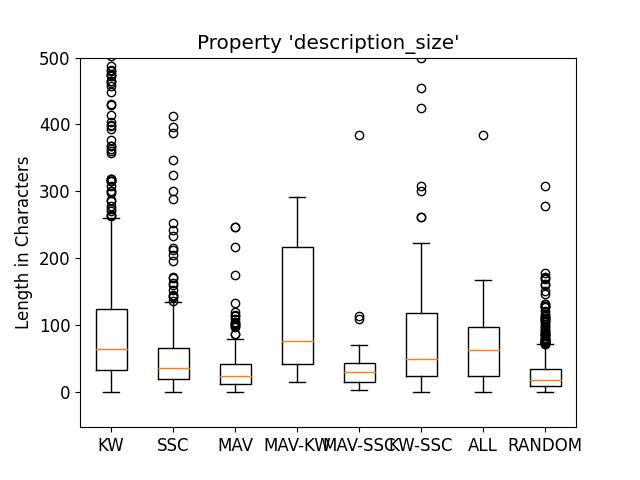 Property 'description_size'
Length in Characters
500
400
300
200
100
0
KW SSC MAV MAV-KW MAV-SSC KW-SSC ALL RANDOM